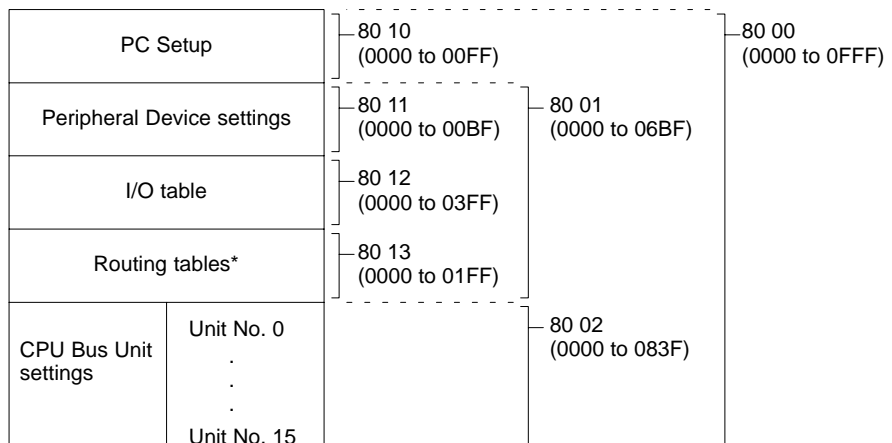 PC Setup
80 10
(0000 to 00FF)
80 00
(0000 to 0FFF)
Peripheral Device settings
80 11
(0000 to 00BF)
80 01
(0000 to 06BF)
I/O table
80 12
(0000 to 03FF)
Routing tables*
80 13
(0000 to 01FF)
CPU Bus Unit
settings
Unit No. 0
.
.
.
Unit No. 15
80 02
(0000 to 083F)